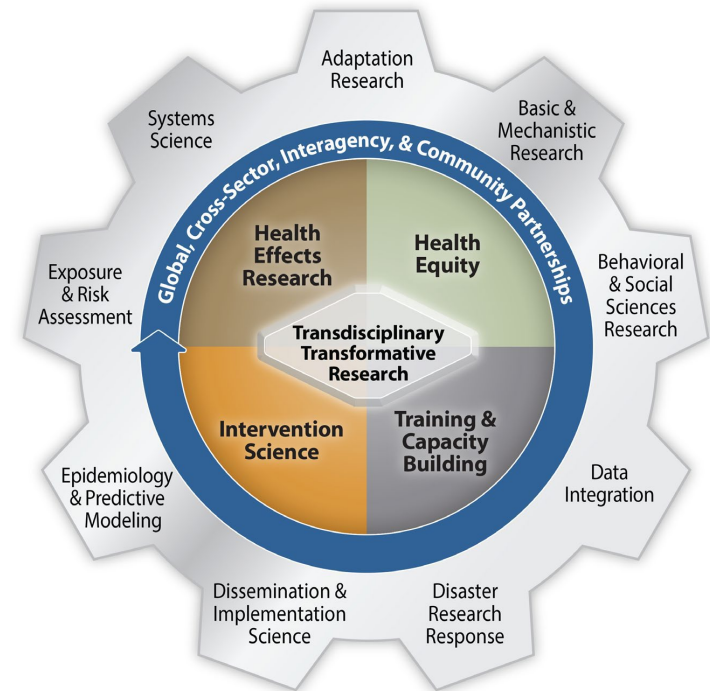 Adaptation
Research
Basic &
Mechanistic
Research
Behavioral
& Social
Sciences
Research
Data
Integration
Disaster
Research
Response
Dissemination &
Implementation
Science
Epidemiology
& Predictive
Modeling
Exposure
& Risk
Assessment
Systems
Science
Global, Cross-Sector, Interagency, & Community Partnerships
Health
Effects
Research
Health
Equity
Transdisciplinary
Transformative
Research
Intervention
Science
Training &
Capacity
Building